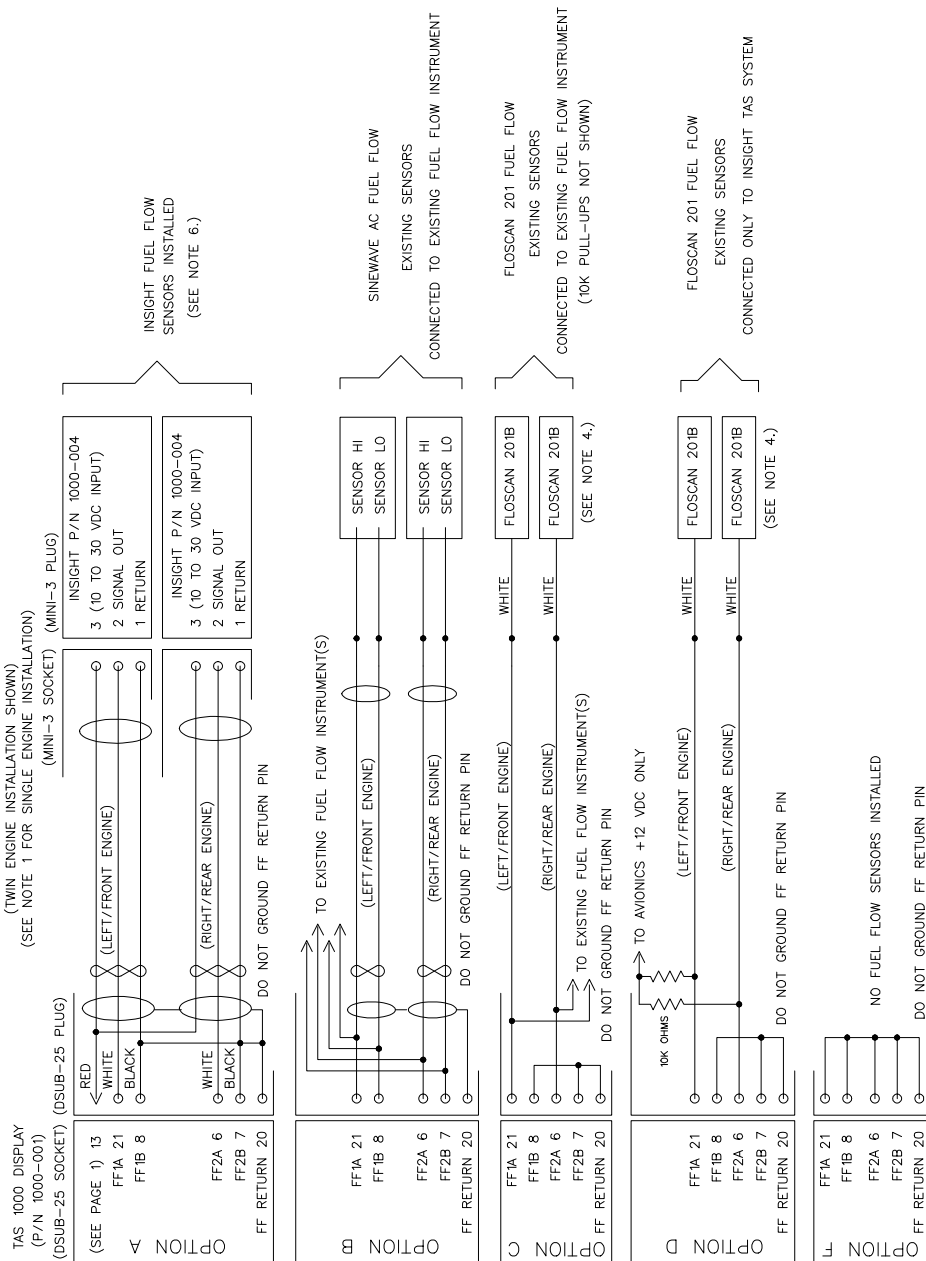 (TWIN ENGINE INSTALLATION SHOWN)
(SEE NOTE 1 FOR SINGLE ENGINE INSTALLATION)
TAS 1000 DISPLAY
(P/N 1000-001)
(DSUB-25 SOCKET)
(DSUB-25 PLUG)
(MINI-3 SOCKET)
(MINI-3 PLUG)
OPTION A
(SEE PAGE 1) 13
FF1A 21
FF1B 8
FF2A 6
FF2B 7
FF RETURN 20
RED
WHITE
BLACK
WHITE
BLACK
(LEFT/FRONT ENGINE)
(RIGHT/REAR ENGINE)
DO NOT GROUND FF RETURN PIN
INSIGHT P/N 1000-004
3 (10 TO 30 VDC INPUT)
2 SIGNAL OUT
1 RETURN
INSIGHT P/N 1000-004
3 (10 TO 30 VDC INPUT)
2 SIGNAL OUT
1 RETURN
INSIGHT FUEL FLOW
SENSORS INSTALLED
(SEE NOTE 6.)
OPTION B
FF1A 21
FF1B 8
FF2A 6
FF2B 7
FF RETURN 20
TO EXISTING FUEL FLOW INSTRUMENT(S)
(LEFT/FRONT ENGINE)
(RIGHT/REAR ENGINE)
DO NOT GROUND FF RETURN PIN
SENSOR HI
SENSOR LO
SENSOR HI
SENSOR LO
SINEWAVE AC FUEL FLOW
EXISTING SENSORS
CONNECTED TO EXISTING FUEL FLOW INSTRUMENT
OPTION C
FF1A 21
FF1B 8
FF2A 6
FF2B 7
FF RETURN 20
(LEFT/FRONT ENGINE)
(RIGHT/REAR ENGINE)
TO EXISTING FUEL FLOW INSTRUMENT(S)
DO NOT GROUND FF RETURN PIN
WHITE
WHITE
FLOSCAN 201B
FLOSCAN 201B
(SEE NOTE 4.)
FLOSCAN 201 FUEL FLOW
EXISTING SENSORS
CONNECTED TO EXISTING FUEL FLOW INSTRUMENT
(10K PULL-UPS NOT SHOWN)
OPTION D
FF1A 21
FF1B 8
FF2A 6
FF2B 7
FF RETURN 20
10K OHMS
TO AVIONICS +12 VDC ONLY
(LEFT/FRONT ENGINE)
(RIGHT/REAR ENGINE)
DO NOT GROUND FF RETURN PIN
WHITE
WHITE
FLOSCAN 201B
FLOSCAN 201B
(SEE NOTE 4.)
FLOSCAN 201 FUEL FLOW
EXISTING SENSORS
CONNECTED ONLY TO INSIGHT TAS SYSTEM
OPTION F
FF1A 21
FF1B 8
FF2A 6
FF2B 7
FF RETURN 20
NO FUEL FLOW SENSORS INSTALLED
DO NOT GROUND FF RETURN PIN